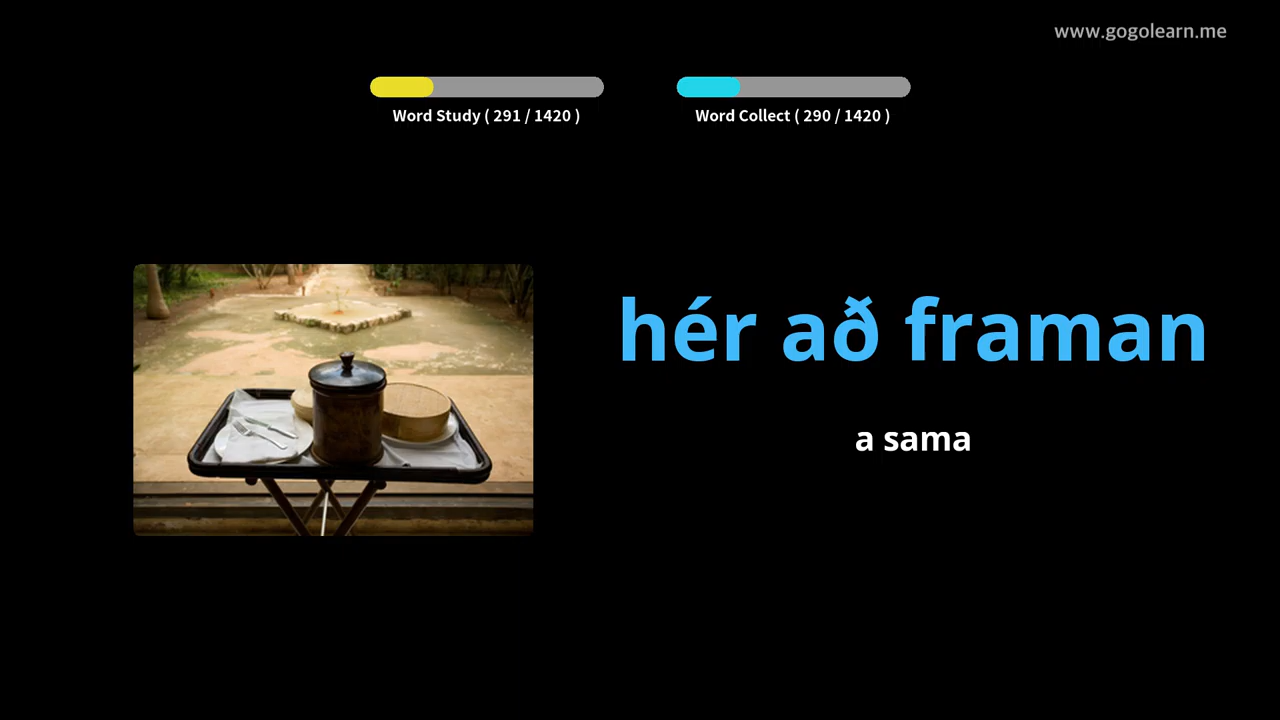 www.gogolearn.me
Word Study ( 291 / 1420 )
Word Collect ( 290 / 1420 )
hér að framan
a sama